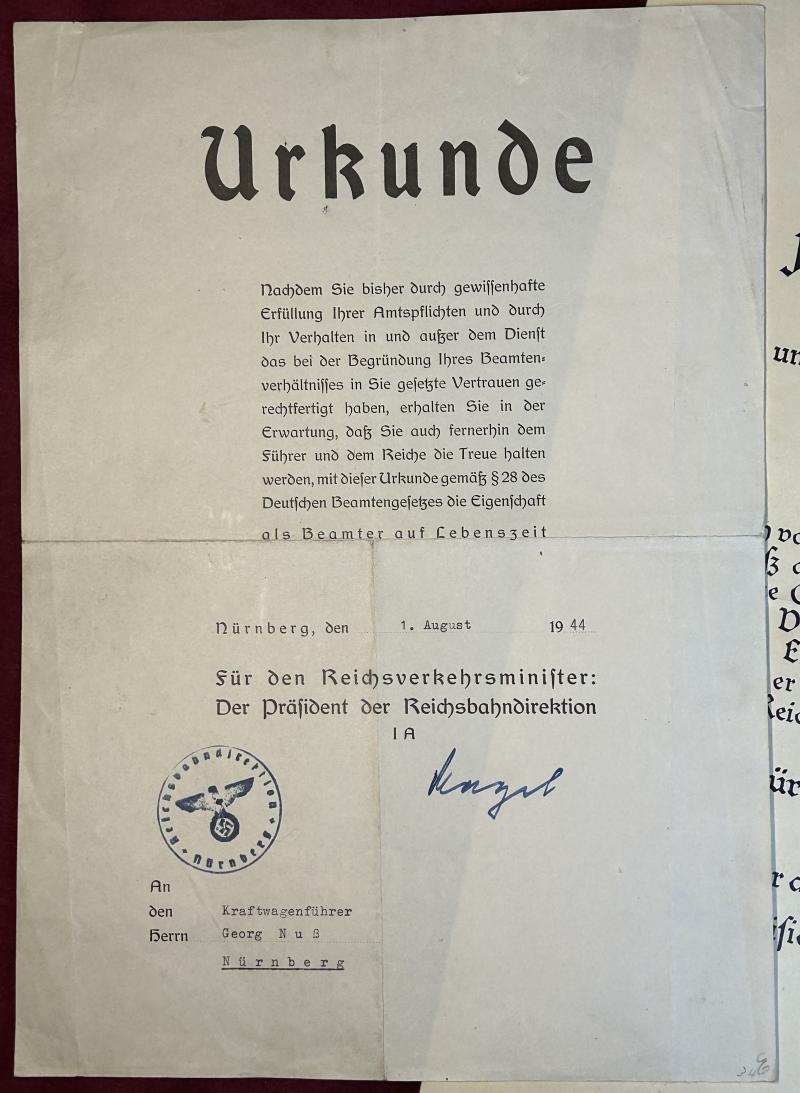 Urkunde
Nachdem Sie bisher durch gewissenhafte
Erfüllung Ihrer Amtspflichten und durch
Ihr Verhalten in und außer dem Dienst
das bei der Begründung Ihres Beamten-
verhältnisses in Sie gesetzte Vertrauen ge-
rechtfertigt haben, erhalten Sie in der
Erwartung, daß Sie auch fernerhin dem
Führer und dem Reiche die Treue halten
werden, mit dieser Urkunde gemäß § 28 des
Deutschen Beamtengesetzes die Eigenschaft
als Beamter auf Lebenszeit
Nürnberg, den 1. August 19 44
Für den Reichsverkehrsminister:
Der Präsident der Reichsbahndirektion
I A
Reichsbahndirektion
Nürnberg
An
den Kraftwagenführer
Herrn Georg Nuß
Nürnberg